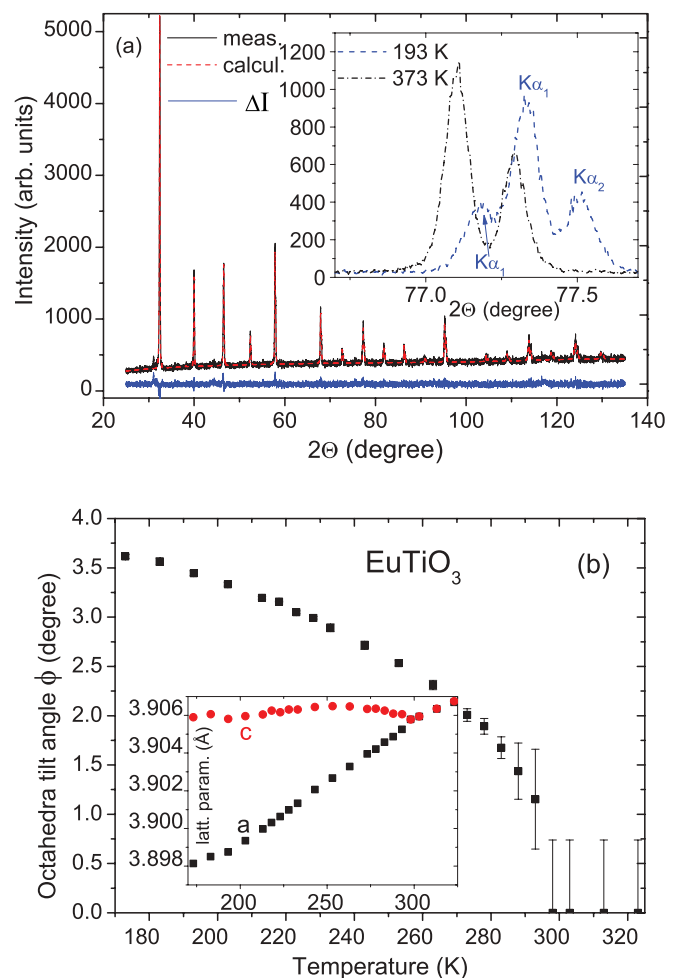 (a)
meas.
calcul.
ΔI
Intensity (arb. units)
5000
4000
3000
2000
1000
0
20 40 60 80 100 120 140
2Θ (degree)
193 K
373 K
Kα1
Kα2
Kα1
1200
1000
800
600
400
200
0
77.0 77.5
2Θ (degree)
(b)
EuTiO3
Octahedra tilt angle ϕ (degree)
4.0
3.5
3.0
2.5
2.0
1.5
1.0
0.5
0.0
180 200 220 240 260 280 300 320
Temperature (K)
latt. param. (Å)
3.906
3.904
3.902
3.900
3.898
c
a
200 250 300